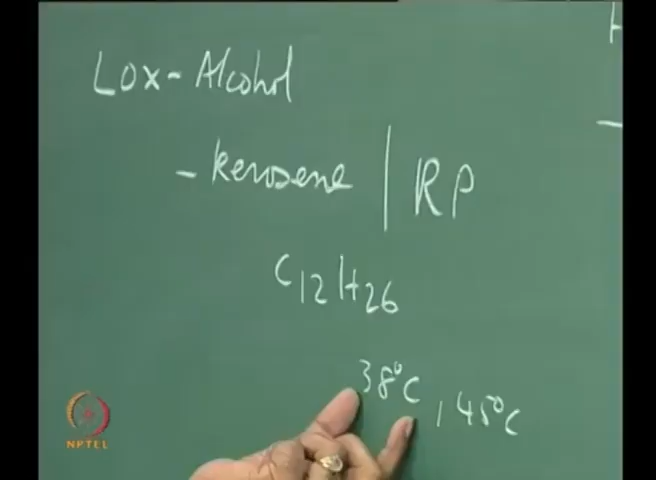 Lox - Alcohol
- Kerosene | RP
C12H26
38°C, 45°C
NPTEL